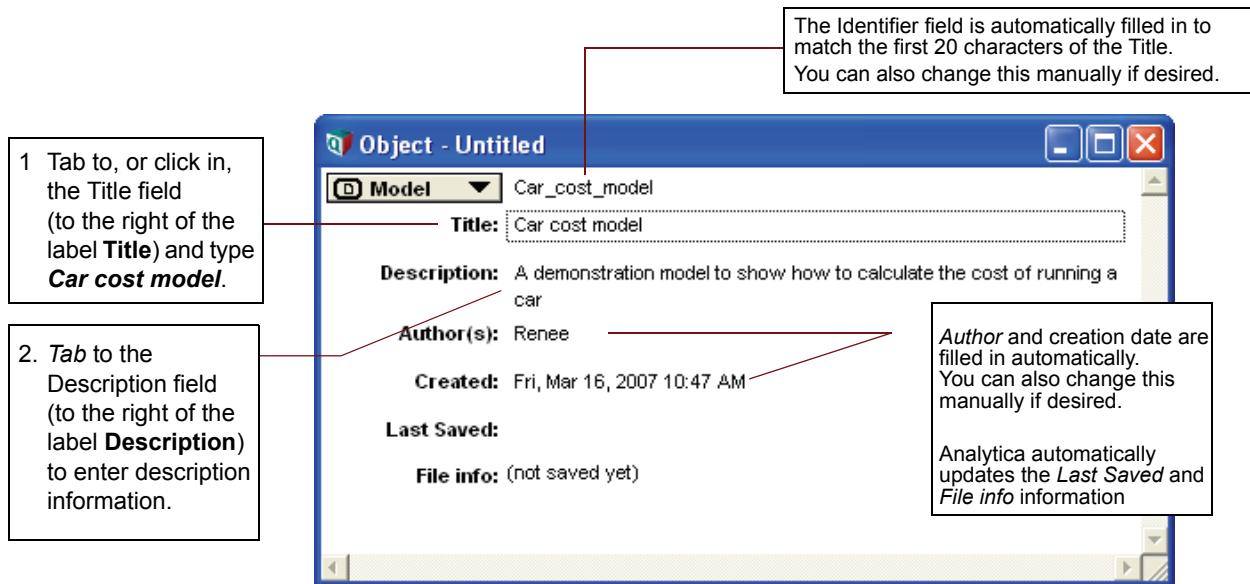 The Identifier field is automatically filled in to
match the first 20 characters of the Title.
You can also change this manually if desired.
1 Tab to, or click in,
the Title field
(to the right of the
label Title) and type
Car cost model.
2. Tab to the
Description field
(to the right of the
label Description)
to enter description
information.
Object - Untitled
Model Car_cost_model
Title: Car cost model
Description: A demonstration model to show how to calculate the cost of running a
car
Author(s): Renee
Created: Fri, Mar 16, 2007 10:47 AM
Last Saved:
File info: (not saved yet)
Author and creation date are
filled in automatically.
You can also change this
manually if desired.
Analytica automatically
updates the Last Saved and
File info information